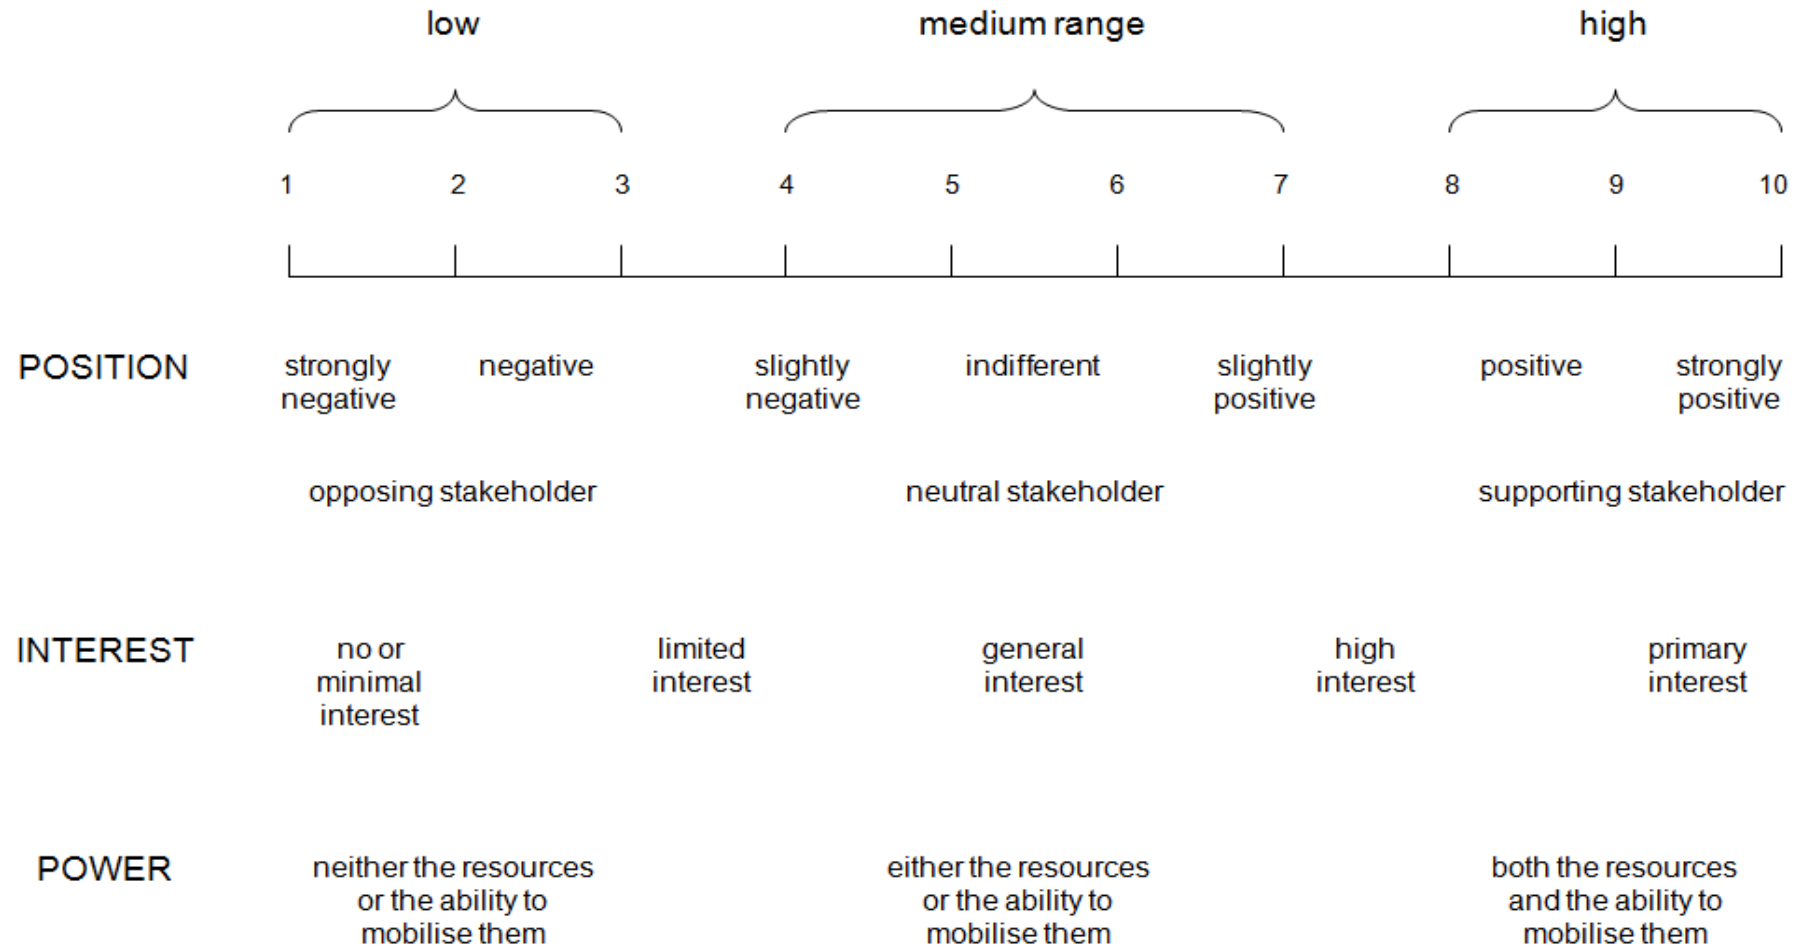 low medium range high
1 2 3 4 5 6 7 8 9 10
POSITION strongly negative slightly indifferent slightly positive strongly
negative negative positive positive
opposing stakeholder neutral stakeholder supporting stakeholder
INTEREST no or limited general high primary
minimal interest interest interest interest
interest
POWER neither the resources either the resources both the resources
or the ability to or the ability to and the ability to
mobilise them mobilise them mobilise them